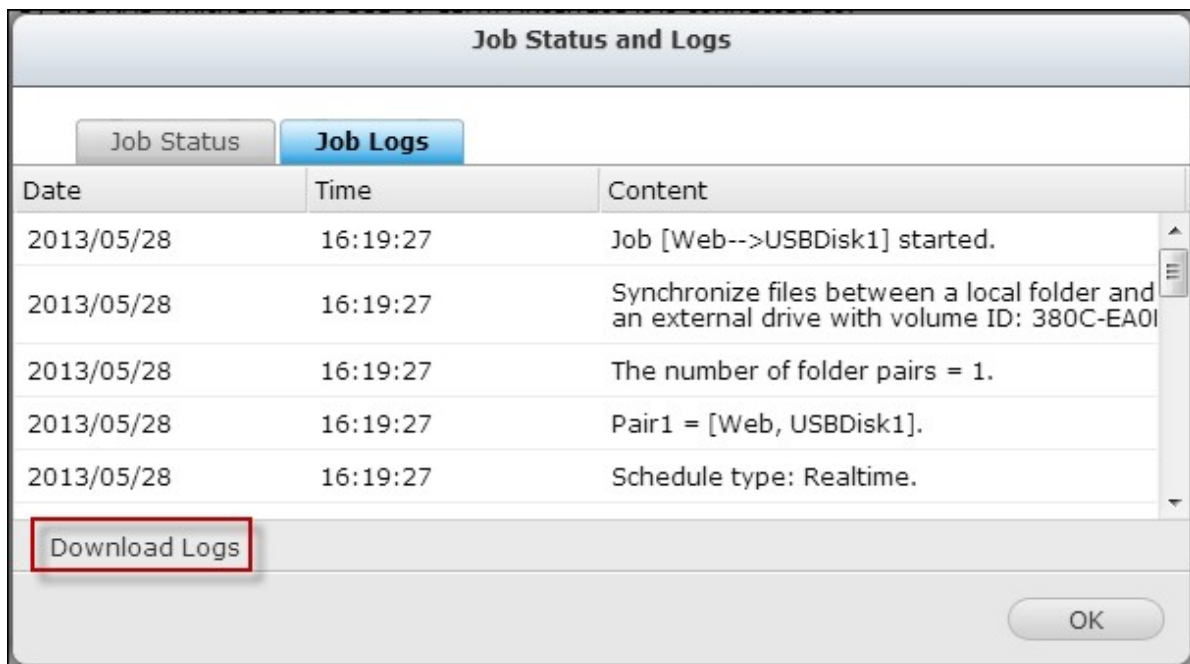 Job Status and Logs
Job Status
Job Logs
Date Time Content
2013/05/28 16:19:27 Job [Web-->USBDisk1] started.
2013/05/28 16:19:27 Synchronize files between a local folder and
an external drive with volume ID:
2013/05/28 16:19:27 The number of folder pairs = 1.
2013/05/28 16:19:27 Pair1 = [Web, USBDisk1].
2013/05/28 16:19:27 Schedule type: Realtime.
Download Logs
OK